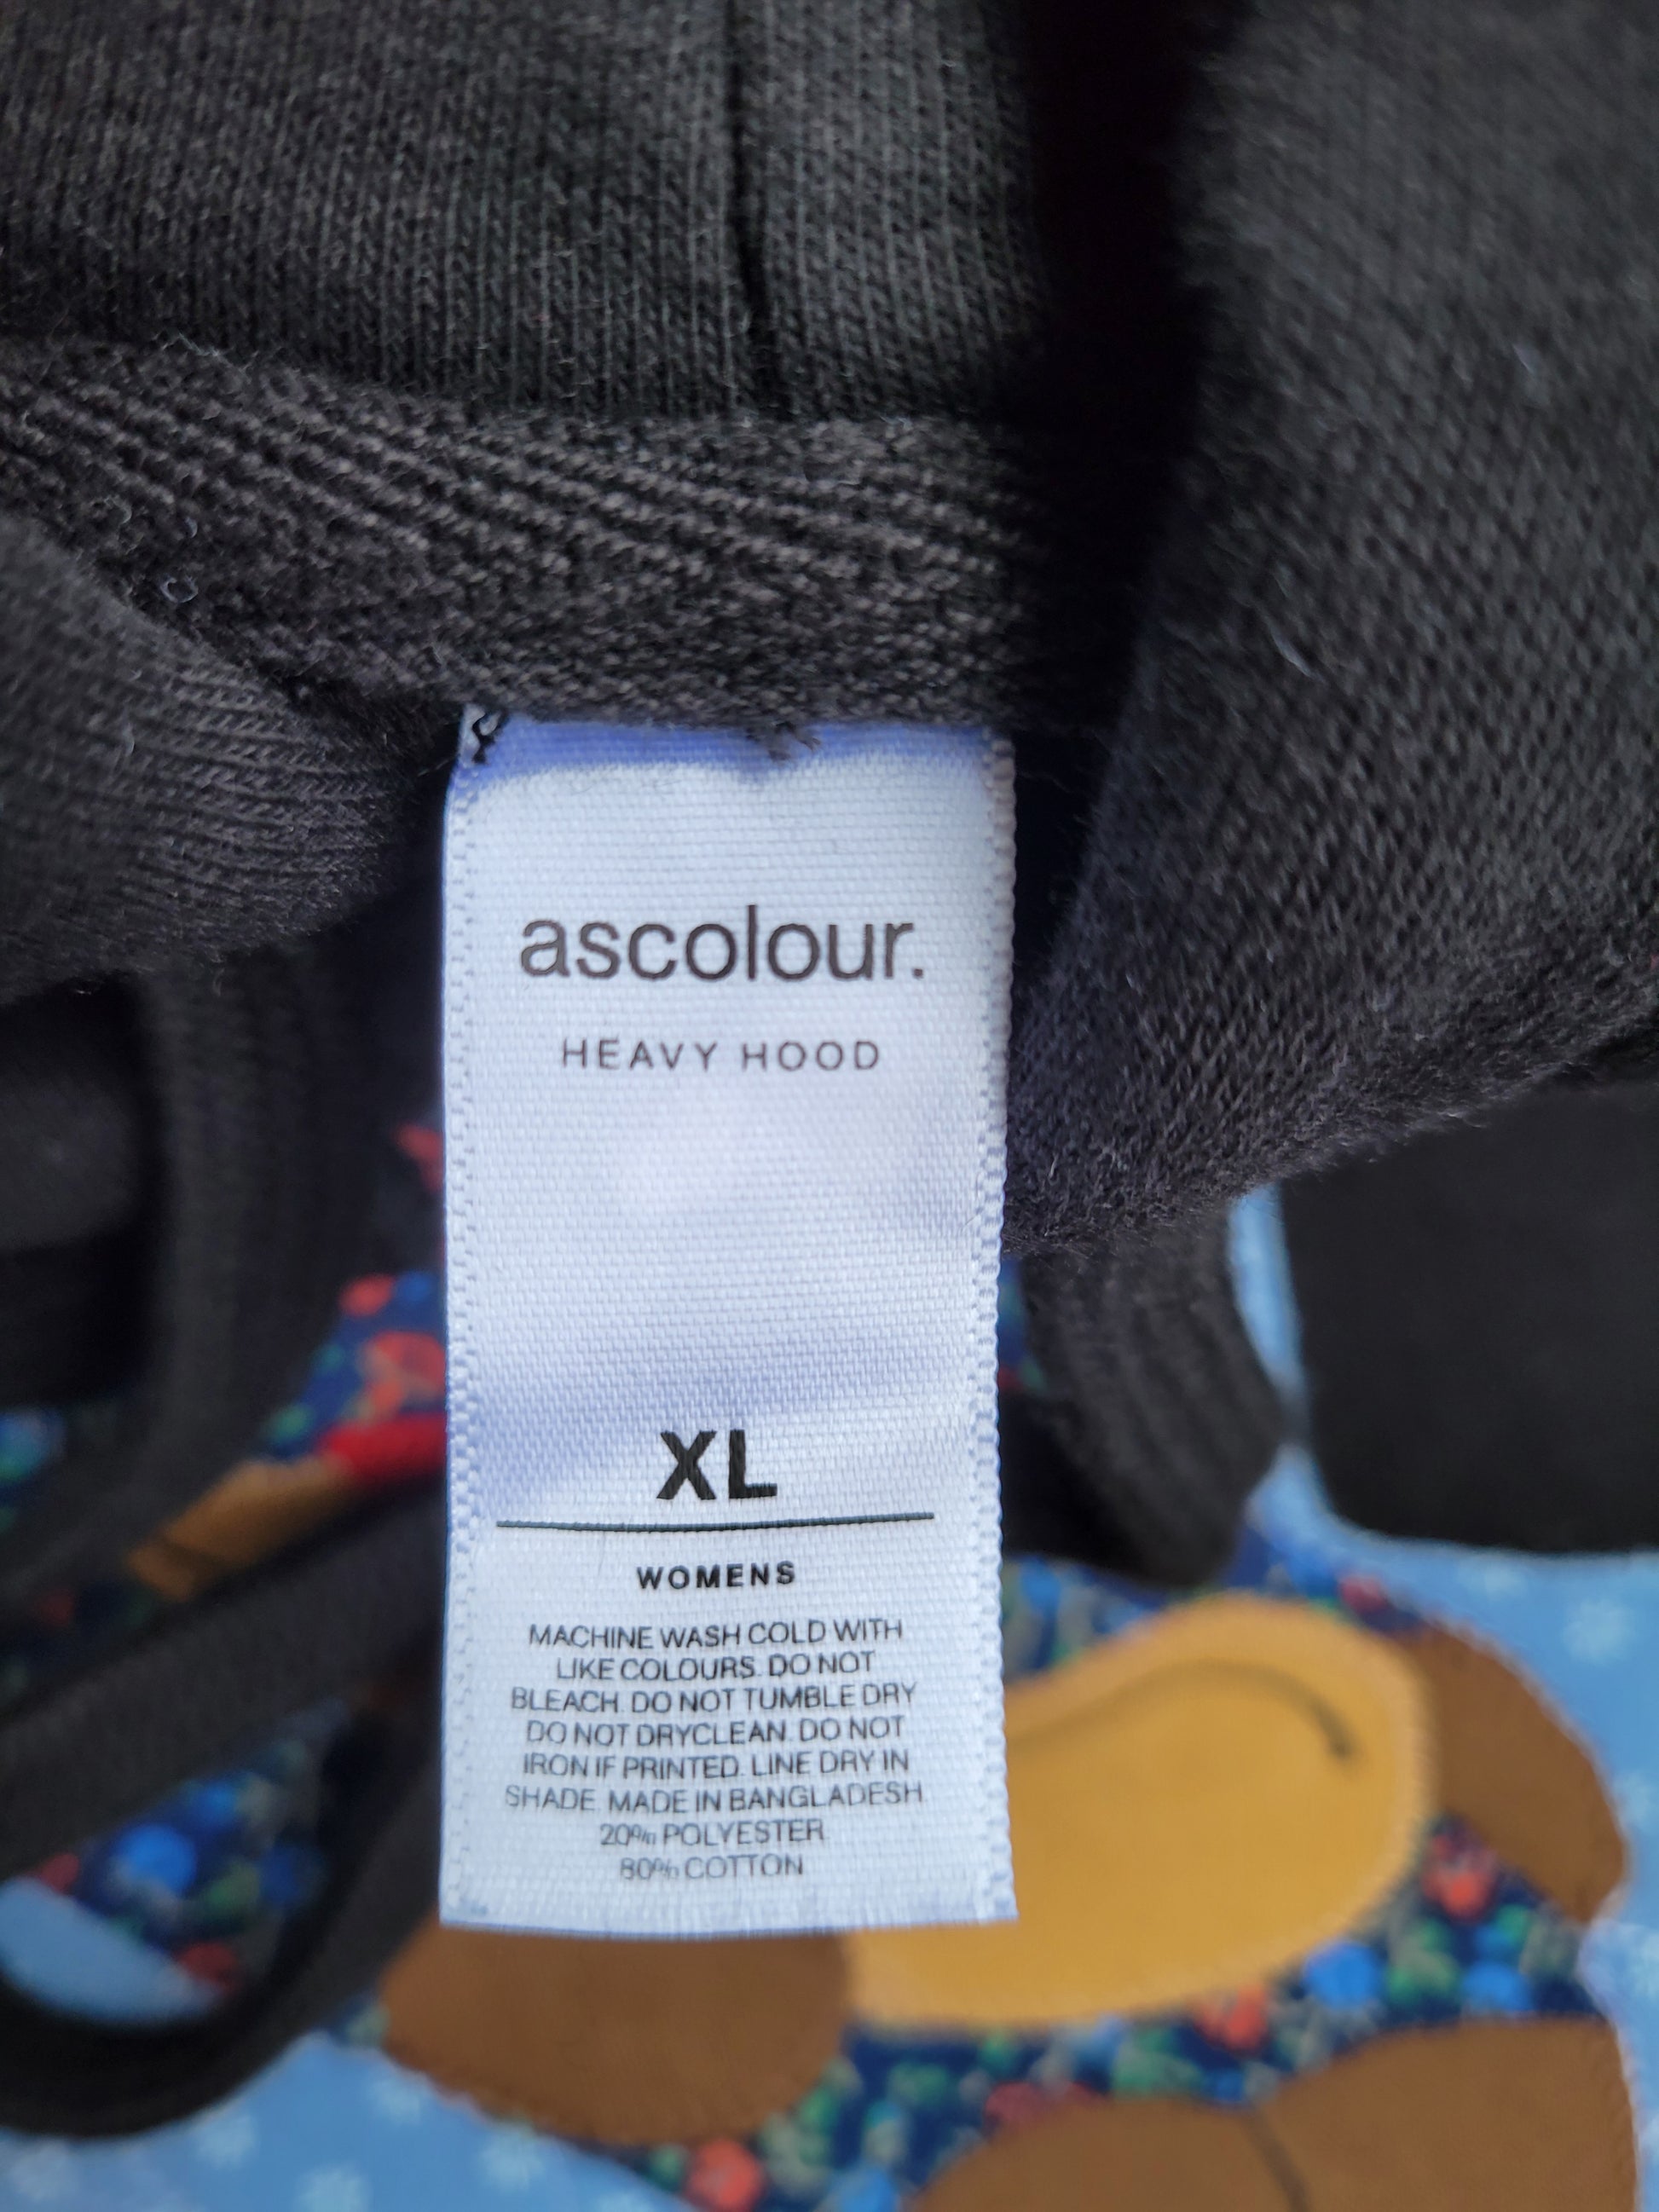 ascolour.
HEAVY HOOD
XL
WOMENS
MACHINE WASH COLD WITH
LIKE COLOURS. DO NOT
BLEACH. DO NOT TUMBLE DRY
DO NOT DRYCLEAN. DO NOT
IRON IF PRINTED. LINE DRY IN
SHADE. MADE IN BANGLADESH
20% POLYESTER
80% COTTON